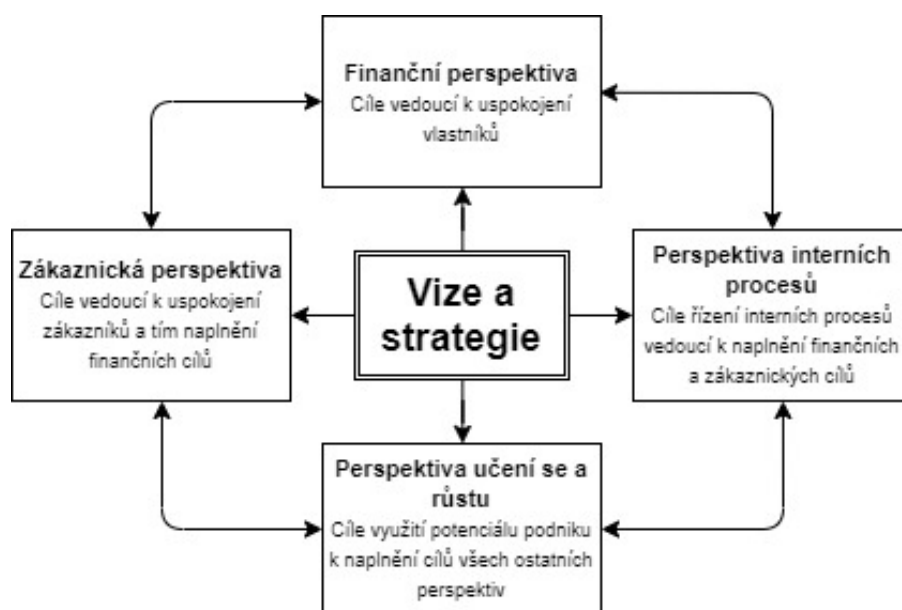 Finanční perspektiva
Cíle vedoucí k uspokojení
vlastníků
Zákaznická perspektiva
Cíle vedoucí k uspokojení
zákazníků a tím naplnění
finančních cílů
Vize a
strategie
Perspektiva interních
procesů
Cíle řízení interních procesů
vedoucí k naplnění finančních
a zákaznických cílů
Perspektiva učení se a
růstu
Cíle využití potenciálu podniku
k naplnění cílů všech ostatních
perspektiv